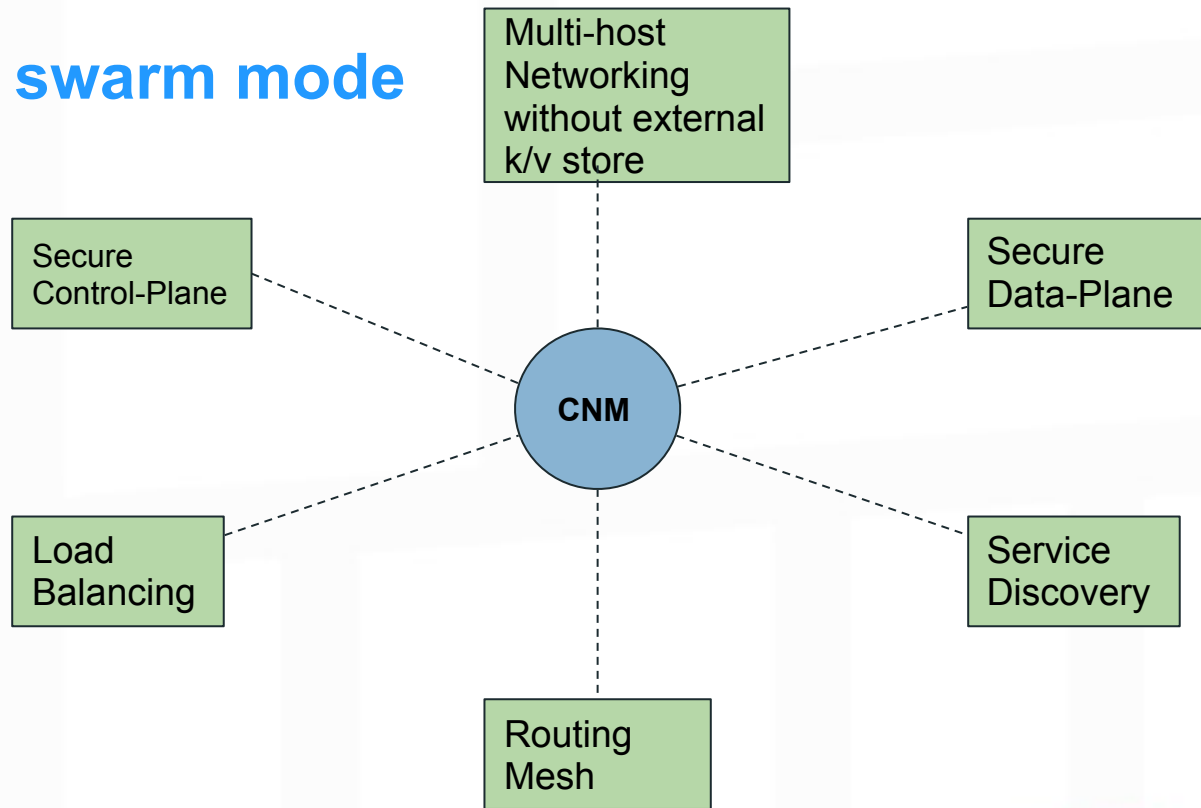 swarm mode
Multi-host
Networking
without external
k/v store
Secure
Control-Plane
Secure
Data-Plane
CNM
Load
Balancing
Service
Discovery
Routing
Mesh